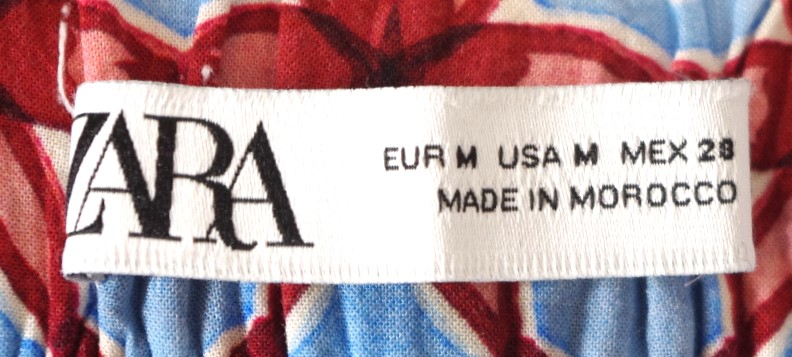 ZARA
EUR M USA M MEX 28
MADE IN MOROCCO